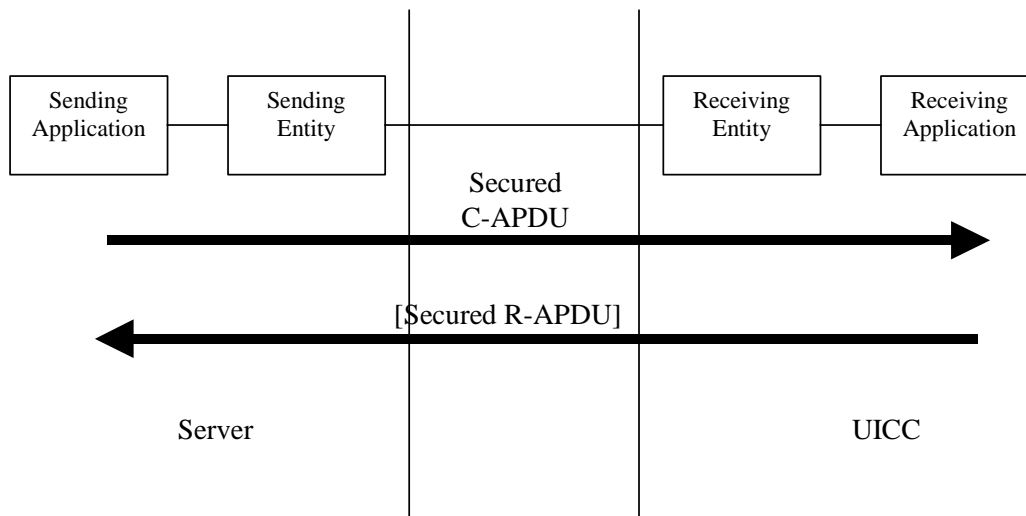 Sending
Application
Sending
Entity
Receiving
Entity
Receiving
Application
Secured
C-APDU
[Secured R-APDU]
Server
UICC